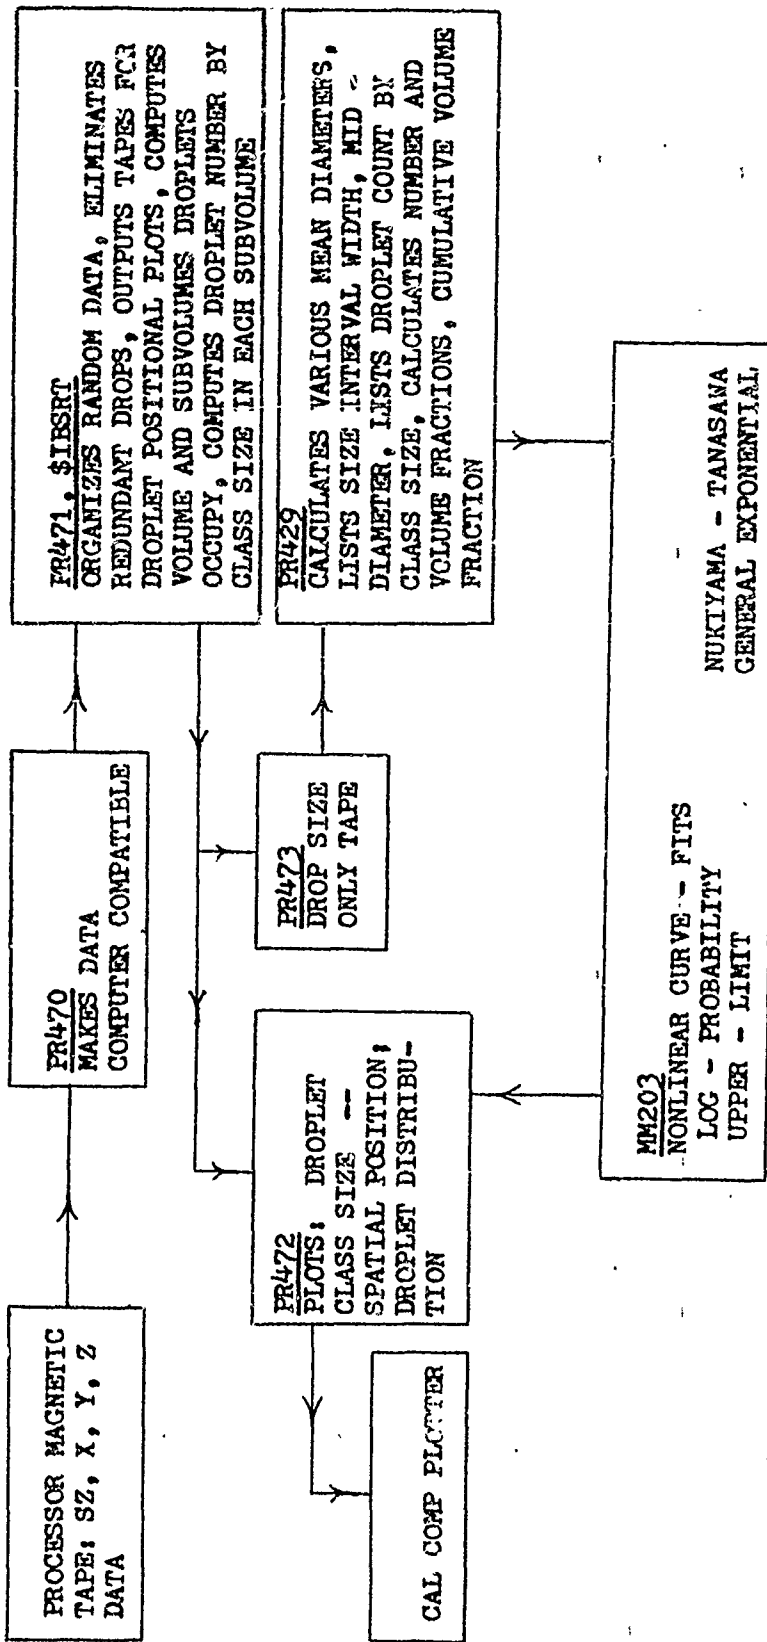 PROCESSOR MAGNETIC
TAPE: SZ, X, Y, Z
DATA
PR470
MAKES DATA
COMPUTER COMPATIBLE
PR471, $IBSRT
ORGANIZES RANDOM DATA, ELIMINATES
REDUNDANT DROPS, OUTPUTS TAPES FOR
DROPLET POSITIONAL PLOTS, COMPUTES
VOLUME AND SUBVOLUMES DROPLETS
OCCUPY, COMPUTES DROPLET NUMBER BY
CLASS SIZE IN EACH SUBVOLUME
CAL COMP PLOTTER
PR472
PLOTS: DROPLET
CLASS SIZE --
SPATIAL POSITION;
DROPLET DISTRIBU-
TION
PR473
DROP SIZE
ONLY TAPE
PR429
CALCULATES VARIOUS MEAN DIAMETERS,
LISTS SIZE INTERVAL WIDTH, MID -
DIAMETER, LISTS DROPLET COUNT BY
CLASS SIZE, CALCULATES NUMBER AND
VOLUME FRACTIONS, CUMULATIVE VOLUME
FRACTION
MM203
NONLINEAR CURVE - FITS
LOG - PROBABILITY
UPPER - LIMIT
NUKIYAMA - TANASAWA
GENERAL EXPONENTIAL